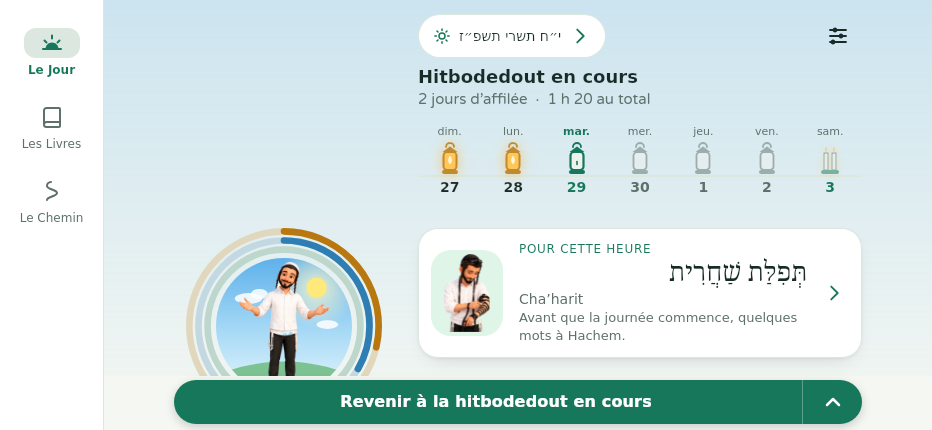 Le Jour
Les Livres
Le Chemin
י״ח תשרי תשפ״ז
Hitbodedout en cours
2 jours d’affilée · 1 h 20 au total
dim. lun. mar. mer. jeu. ven. sam.
27 28 29 30 1 2 3
POUR CETTE HEURE
תְּפִלַּת שַׁחֲרִית
Cha’harit
Avant que la journée commence, quelques
mots à Hachem.
Revenir à la hitbodedout en cours